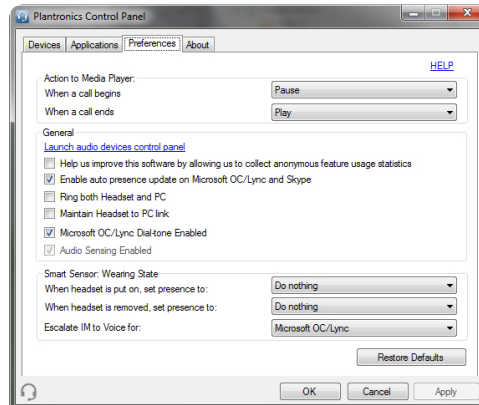 Plantronics Control Panel
Devices Applications Preferences About
HELP
Action to Media Player:
When a call begins Pause
When a call ends Play
General
Launch audio devices control panel
Help us improve this software by allowing us to collect anonymous feature usage statistics
Enable auto presence update on Microsoft OC/Lync and Skype
Ring both Headset and PC
Maintain Headset to PC link
Microsoft OC/Lync Dial-tone Enabled
Audio Sensing Enabled
Smart Sensor: Wearing State
When headset is put on, set presence to: Do nothing
When headset is removed, set presence to: Do nothing
Escalate IM to Voice for: Microsoft OC/Lync
Restore Defaults
OK Cancel Apply